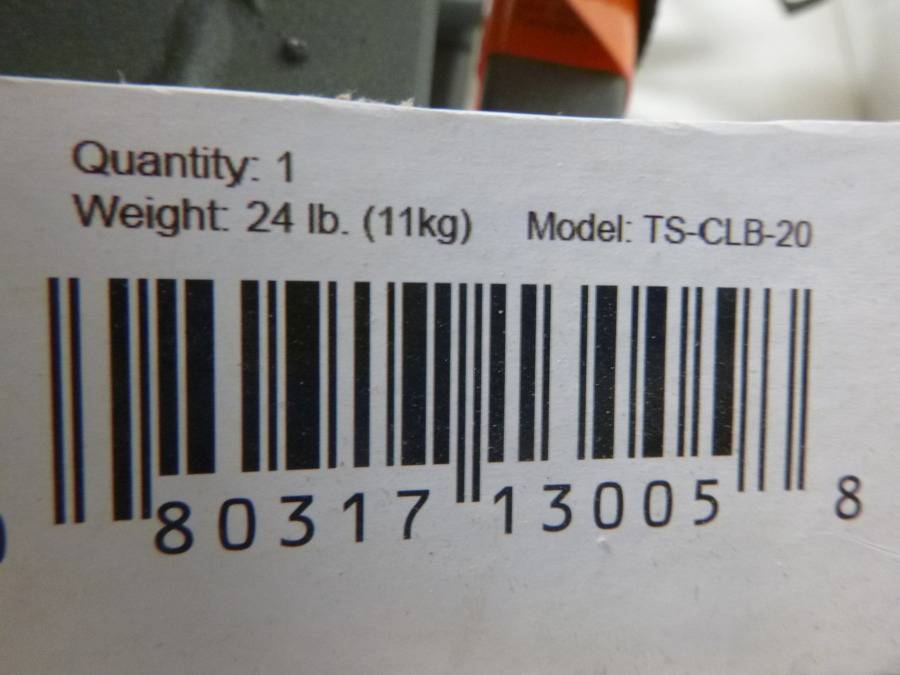 Quantity: 1
Weight: 24 lb. (11kg) Model: TS-CLB-20
80317 13005 8